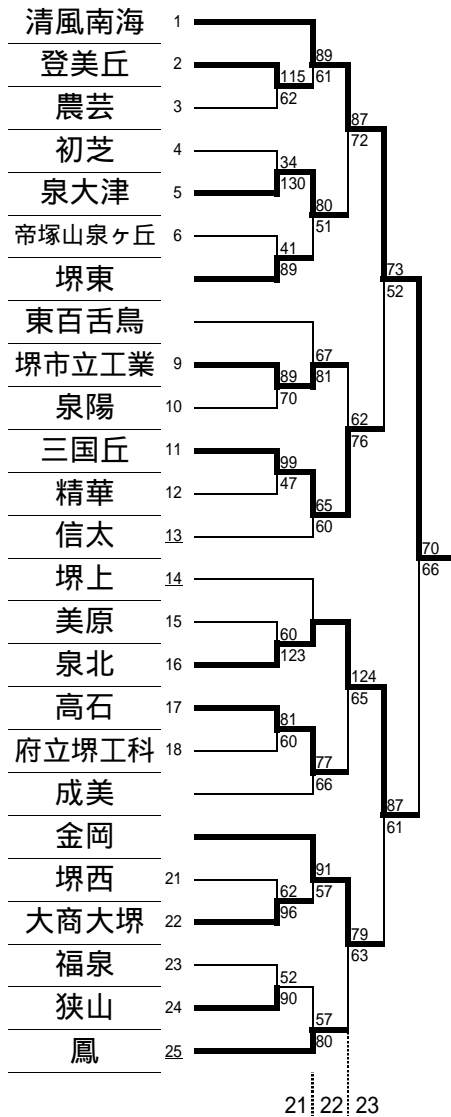 清風南海 1
登美丘 2
農芸 3
初芝 4
泉大津 5
帝塚山泉ヶ丘 6
堺東
東百舌鳥
堺市立工業 9
泉陽 10
三国丘 11
精華 12
信太 13
堺上 14
美原 15
泉北 16
高石 17
府立堺工科 18
成美
金岡
堺西 21
大商大堺 22
福泉 23
狭山 24
鳳 25
115
62
34
130
41
89
89
70
99
47
60
123
81
60
62
96
52
90
89
61
80
51
67
81
65
60
77
66
91
57
57
80
87
72
62
76
124
65
79
63
73
52
87
61
70
66
21 22 23